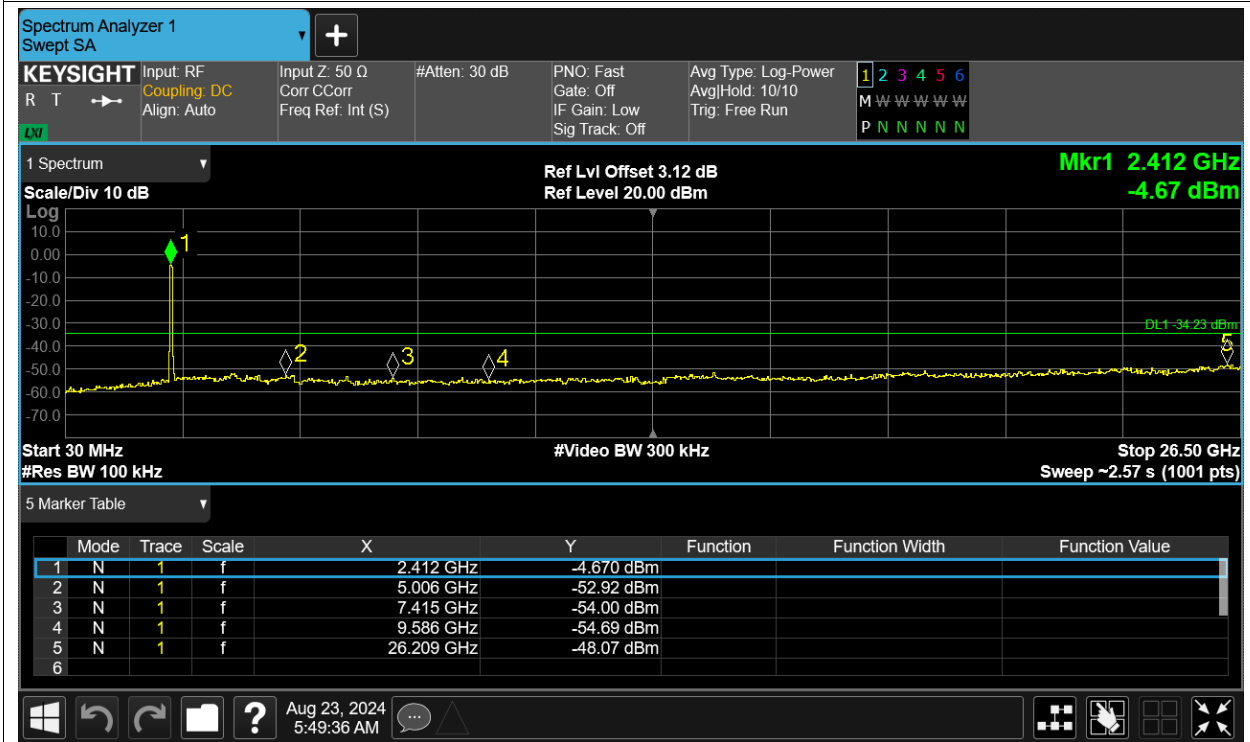 Spectrum Analyzer 1
Swept SA
+
KEYSIGHT
R T
LXI
Input: RF
Coupling: DC
Align: Auto
Input Z: 50 Ω
Corr CCorr
Freq Ref: Int (S)
#Atten: 30 dB
PNO: Fast
Gate: Off
IF Gain: Low
Sig Track: Off
Avg Type: Log-Power
Avg|Hold: 10/10
Trig: Free Run
1 2 3 4 5 6
M W W W W W
P N N N N N
1 Spectrum
Scale/Div 10 dB
Ref Lvl Offset 3.12 dB
Ref Level 20.00 dBm
Mkr1 2.412 GHz
-4.67 dBm
Log
10.0
0.00
-10.0
-20.0
-30.0
-40.0
-50.0
-60.0
-70.0
1
2
3
4
5
DL1 -34.23 dBm
Start 30 MHz
#Res BW 100 kHz
#Video BW 300 kHz
Stop 26.50 GHz
Sweep ~2.57 s (1001 pts)
5 Marker Table
Mode Trace Scale X Y Function Function Width Function Value
1 N 1 f 2.412 GHz -4.670 dBm
2 N 1 f 5.006 GHz -52.92 dBm
3 N 1 f 7.415 GHz -54.00 dBm
4 N 1 f 9.586 GHz -54.69 dBm
5 N 1 f 26.209 GHz -48.07 dBm
6
?
Aug 23, 2024
5:49:36 AM